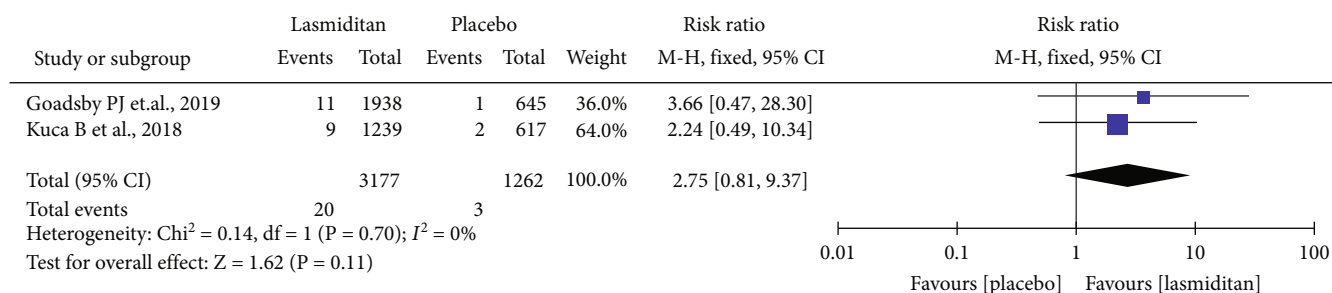 Lasmiditan Placebo Risk ratio Risk ratio
Study or subgroup Events Total Events Total Weight M-H, fixed, 95% CI M-H, fixed, 95% CI
Goadsby PJ et.al., 2019 11 1938 1 645 36.0% 3.66 [0.47, 28.30]
Kuca B et al., 2018 9 1239 2 617 64.0% 2.24 [0.49, 10.34]
Total (95% CI) 3177 1262 100.0% 2.75 [0.81, 9.37]
Total events 20 3
Heterogeneity: Chi² = 0.14, df = 1 (P = 0.70); I² = 0%
Test for overall effect: Z = 1.62 (P = 0.11)
0.01 0.1 1 10 100
Favours [placebo] Favours [lasmiditan]